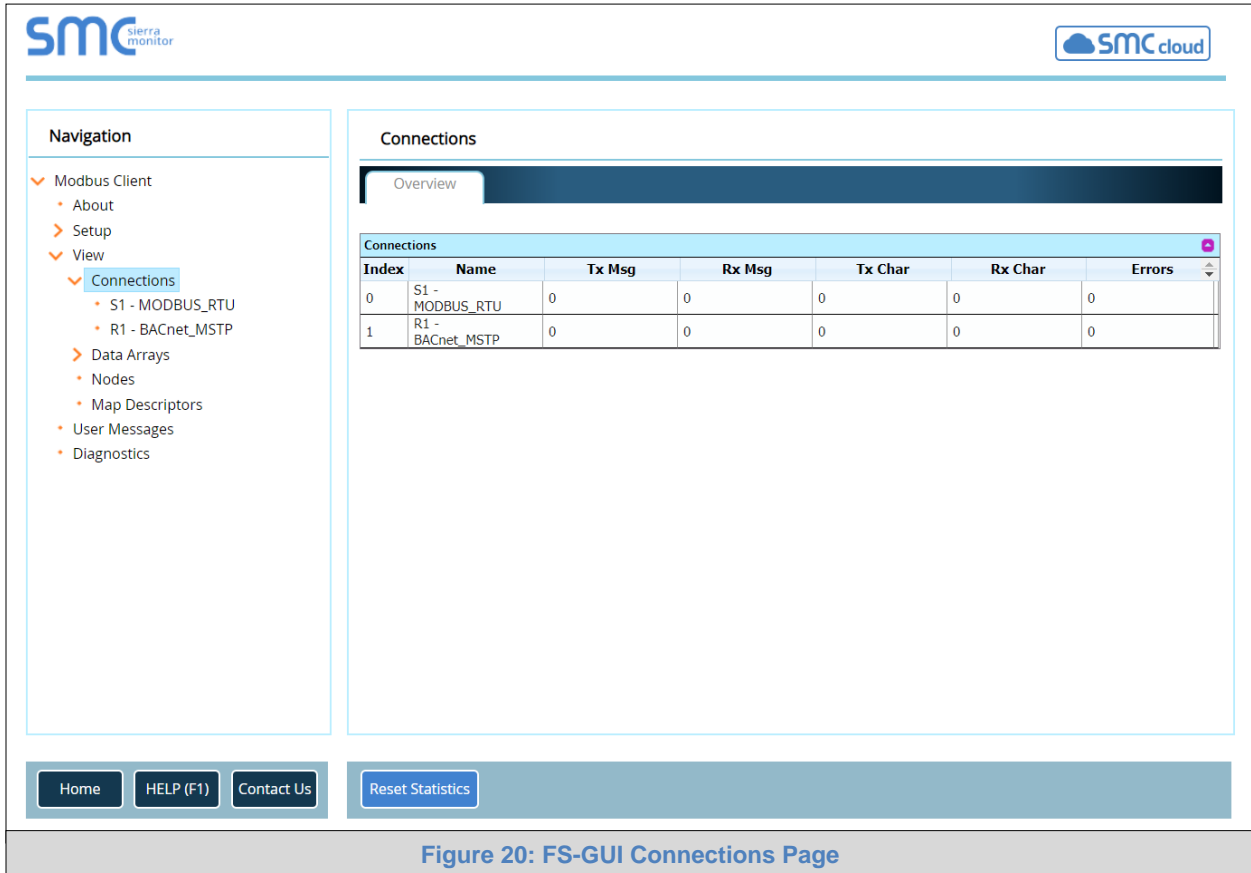 SMC sierra monitor
SMC cloud
Navigation
Modbus Client
About
Setup
View
Connections
S1 - MODBUS_RTU
R1 - BACnet_MSTP
Data Arrays
Nodes
Map Descriptors
User Messages
Diagnostics
Connections
Overview
Connections
Index Name Tx Msg Rx Msg Tx Char Rx Char Errors
0 S1 - MODBUS_RTU 0 0 0 0 0
1 R1 - BACnet_MSTP 0 0 0 0 0
Home HELP (F1) Contact Us Reset Statistics
Figure 20: FS-GUI Connections Page